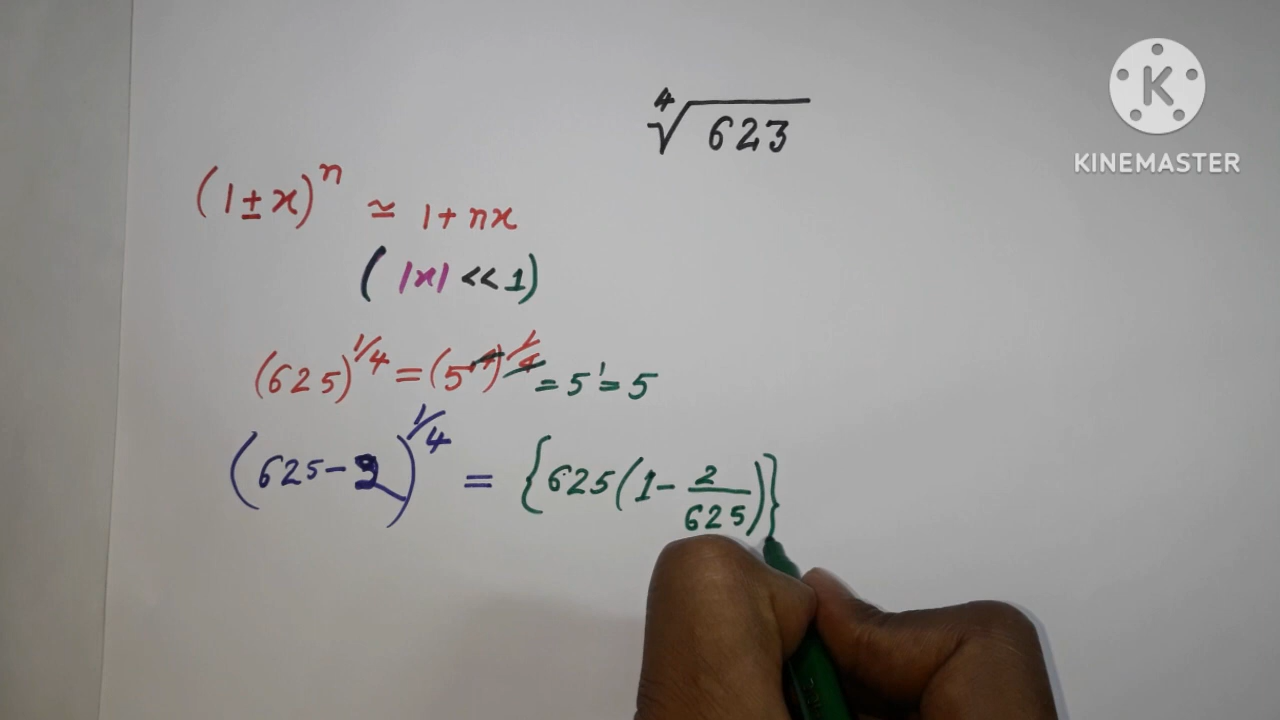 ⁴√623
KINEMASTER
(1±x)ⁿ ≃ 1+nx
(|x| << 1)
(625)^1/4 = (5⁴)^1/4 = 5¹ = 5
(625-2)^1/4 = {625(1-2/625)}